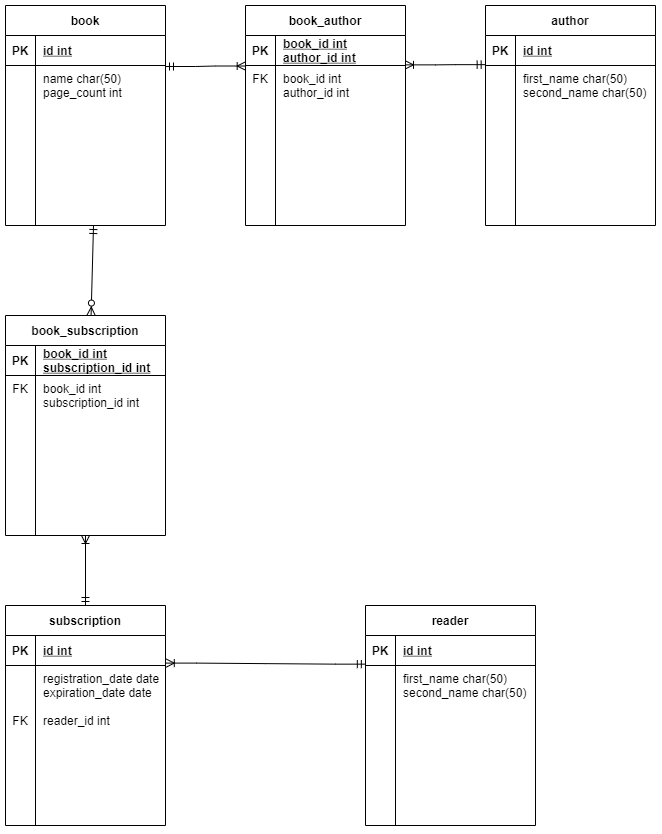 book
PK id int
name char(50)
page_count int
book_author
PK book_id int
author_id int
FK book_id int
author_id int
author
PK id int
first_name char(50)
second_name char(50)
book_subscription
PK book_id int
subscription_id int
FK book_id int
subscription_id int
subscription
PK id int
registration_date date
expiration_date date
FK reader_id int
reader
PK id int
first_name char(50)
second_name char(50)